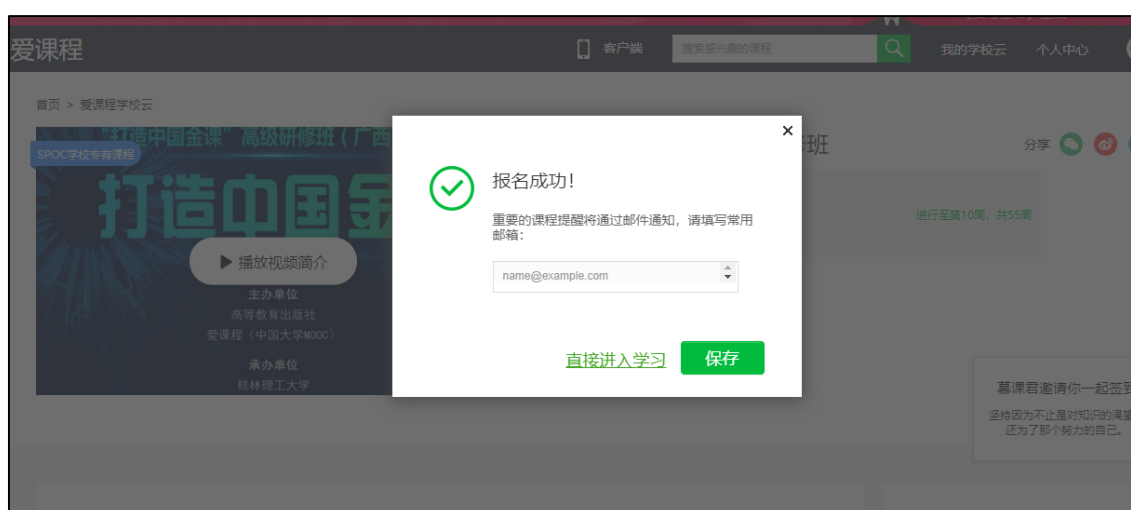 爱课程
客户端
搜索感兴趣的课程
我的学校云
个人中心
首页 > 爱课程学校云
"打造中国金课"高级研修班（广西
SPOC学校专有课程
打造中国金
播放视频简介
主办单位
高等教育出版社
爱课程（中国大学MOOC）
承办单位
桂林理工大学
修班
分享
进行至第10周，共55周
×
报名成功！
重要的课程提醒将通过邮件通知，请填写常用
邮箱：
name@example.com
直接进入学习
保存
慕课君邀请你一起签到
坚持因为不止是对知识的渴望
还为了那个努力的自己。